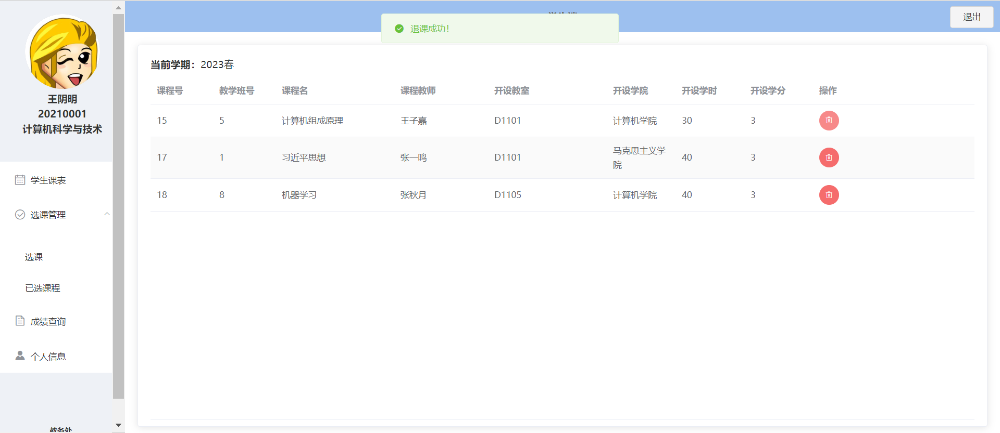 王阴明
20210001
计算机科学与技术
学生课表
选课管理
选课
已选课程
成绩查询
个人信息
教务处
退课成功！
退出
当前学期：2023春
课程号 教学班号 课程名 课程教师 开设教室 开设学院 开设学时 开设学分 操作
15 5 计算机组成原理 王子嘉 D1101 计算机学院 30 3
17 1 习近平思想 张一鸣 D1101 马克思主义学院 40 3
18 8 机器学习 张秋月 D1105 计算机学院 40 3